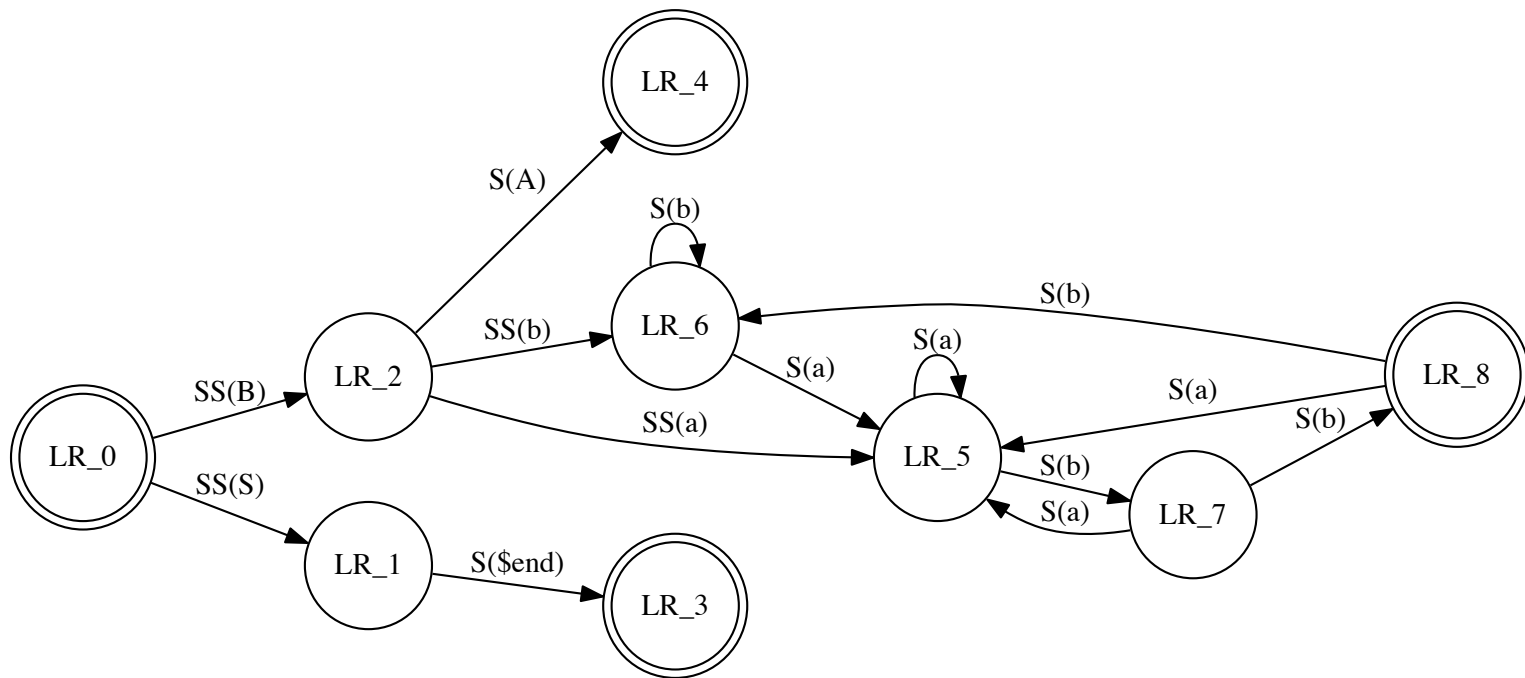 LR_4
S(A)
S(b)
LR_6
S(b)
SS(b)
S(a)
S(a)
LR_2
SS(B)
SS(a)
LR_0
LR_5
S(a)
LR_8
S(b)
S(b)
S(a)
LR_7
SS(S)
LR_1
S($end)
LR_3